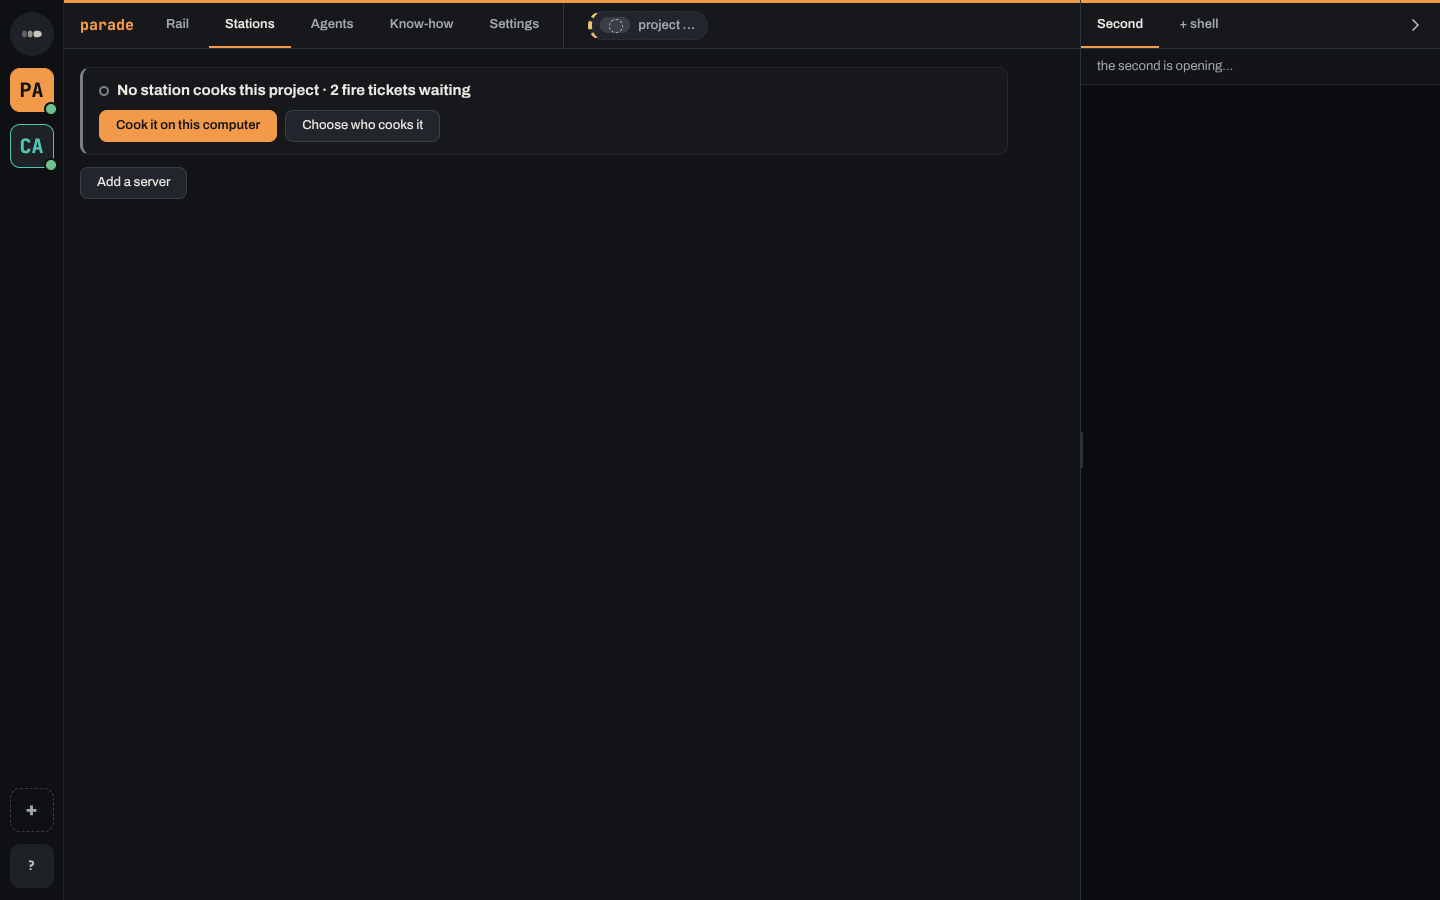 PA
CA
+
?
parade
Rail
Stations
Agents
Know-how
Settings
project ...
No station cooks this project · 2 fire tickets waiting
Cook it on this computer
Choose who cooks it
Add a server
Second
+ shell
the second is opening...